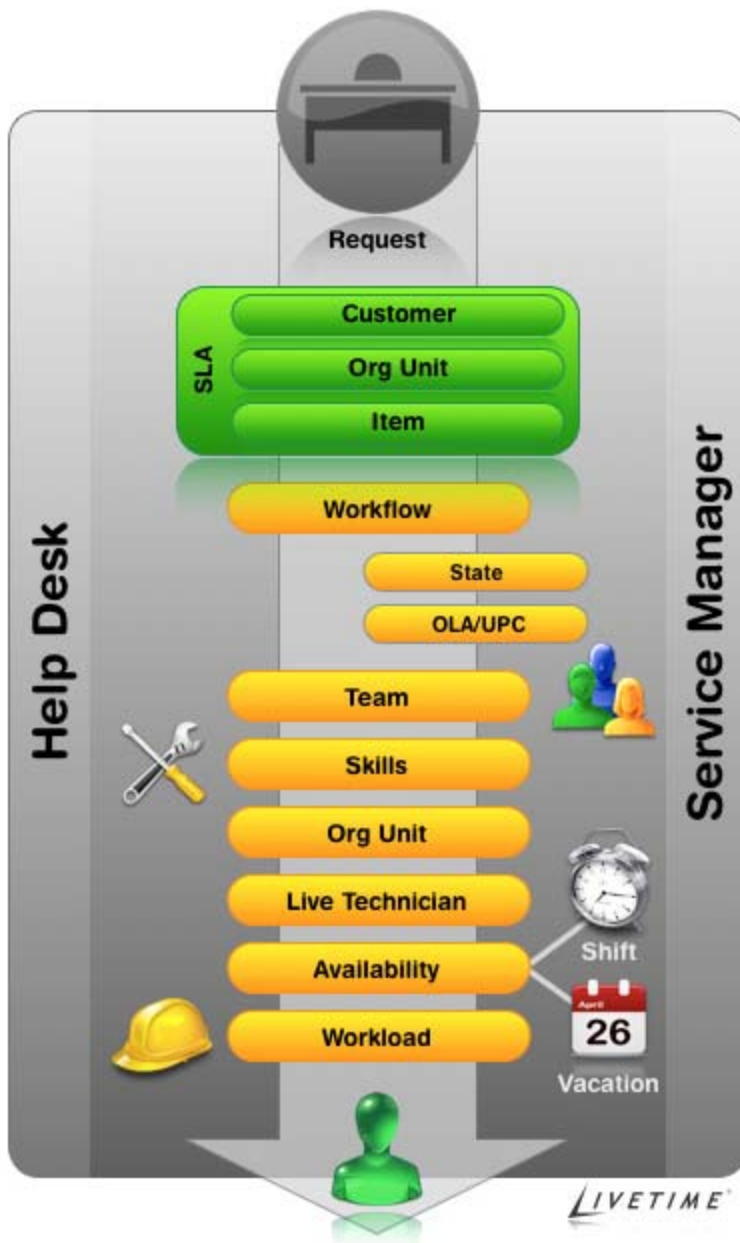 Request
SLA
Customer
Org Unit
Item
Workflow
State
OLA/UPC
Team
Skills
Org Unit
Live Technician
Availability
Workload
Shift
April
26
Vacation
Help Desk
Service Manager
LIVETIME